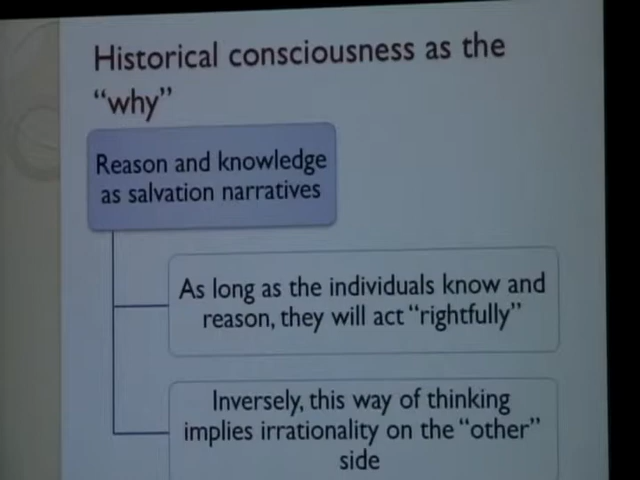 Historical consciousness as the
“why”
Reason and knowledge
as salvation narratives
As long as the individuals know and
reason, they will act “rightfully”
Inversely, this way of thinking
implies irrationality on the “other”
side